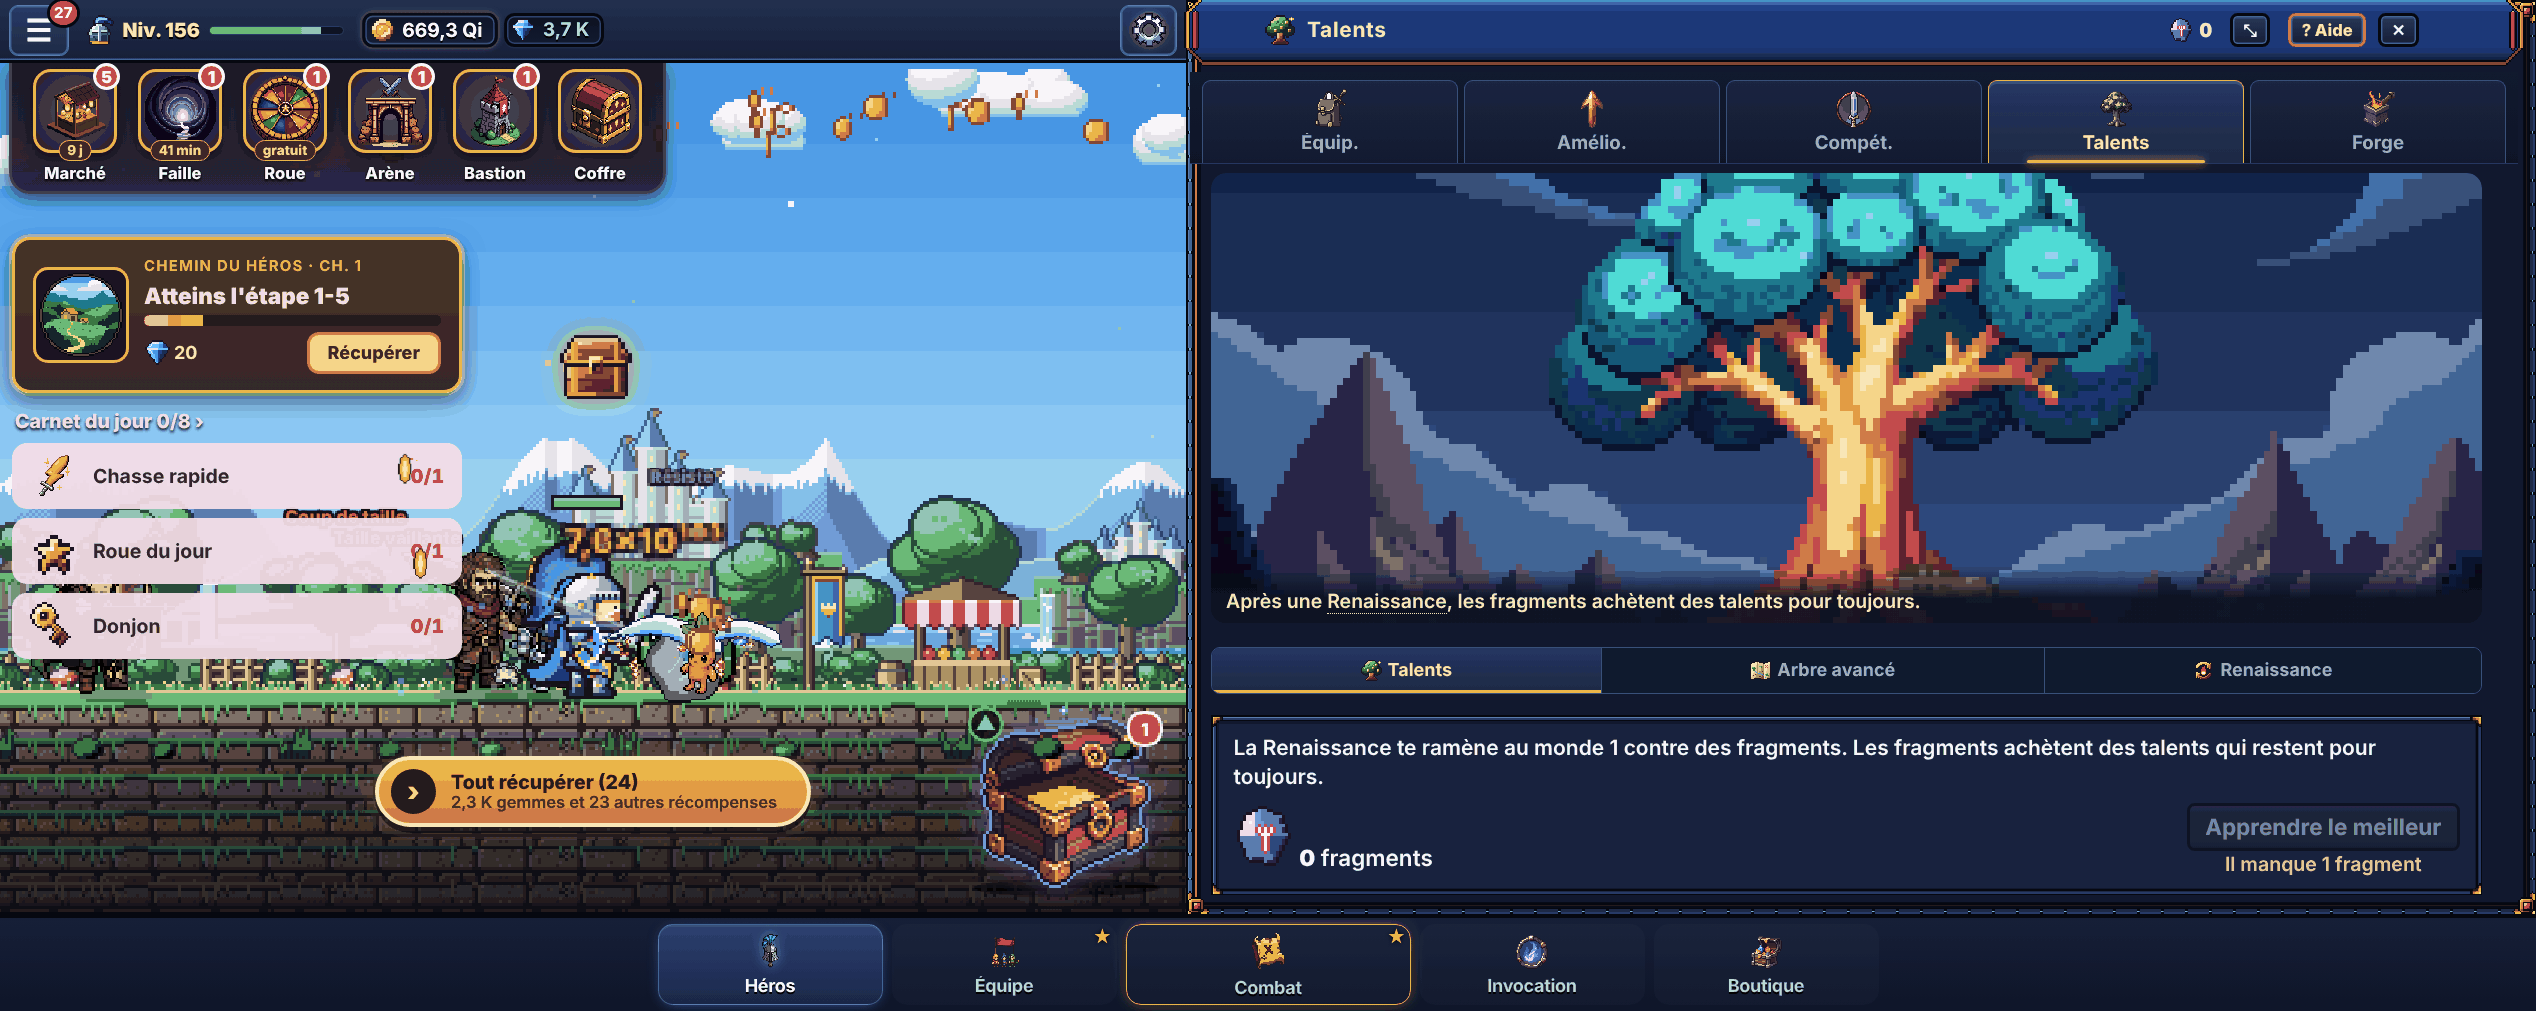 27
Niv. 156
669,3 Qi
3,7 K
5
1
1
1
1
9 j
41 min
gratuit
Marché
Faille
Roue
Arène
Bastion
Coffre
CHEMIN DU HÉROS · CH. 1
Atteins l'étape 1-5
20
Récupérer
Carnet du jour 0/8 ›
Chasse rapide
0/1
Coup de taille
Taille vaillante
Roue du jour
0/1
Donjon
0/1
Résiste
7,0×10
1
Tout récupérer (24)
2,3 K gemmes et 23 autres récompenses
Talents
0
? Aide
Équip.
Amélio.
Compét.
Talents
Forge
Après une Renaissance, les fragments achètent des talents pour toujours.
Talents
Arbre avancé
Renaissance
La Renaissance te ramène au monde 1 contre des fragments. Les fragments achètent des talents qui restent pour
toujours.
0 fragments
Apprendre le meilleur
Il manque 1 fragment
Héros
Équipe
Combat
Invocation
Boutique